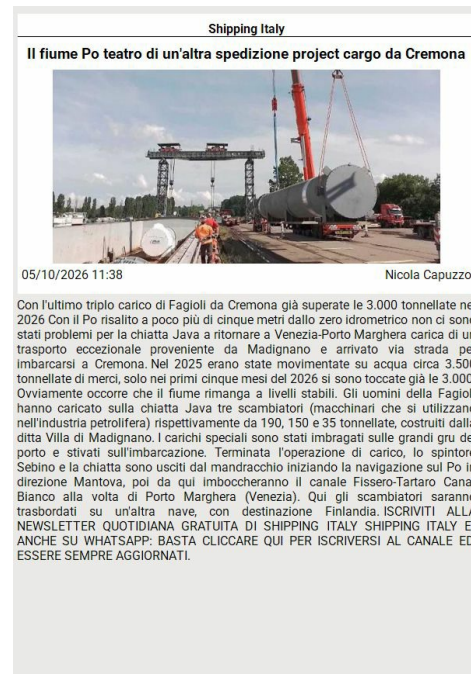 Shipping Italy
Il fiume Po teatro di un'altra spedizione project cargo da Cremona
05/10/2026 11:38
Nicola Capuzzo
Con l'ultimo triplo carico di Fagioli da Cremona già superate le 3.000 tonnellate ne
2026 Con il Po risalito a poco più di cinque metri dallo zero idrometrico non ci son
stati problemi per la chiatta Java a ritornare a Venezia-Porto Marghera carica di u
trasporto eccezionale proveniente da Madignano e arrivato via strada pe
imbarcarsi a Cremona. Nel 2025 erano state movimentate su acqua circa 3.50
tonnellate di merci, solo nei primi cinque mesi del 2026 si sono toccate già le 3.000
Ovviamente occorre che il fiume rimanga a livelli stabili. Gli uomini della Fagiol
hanno caricato sulla chiatta Java tre scambiatori (macchinari che si utilizzan
nell'industria petrolifera) rispettivamente da 190, 150 e 35 tonnellate, costruiti dall
ditta Villa di Madignano. I carichi speciali sono stati imbragati sulle grandi gru de
porto e stivati sull'imbarcazione. Terminata l'operazione di carico, lo spintor
Sebino e la chiatta sono usciti dal mandracchio iniziando la navigazione sul Po i
direzione Mantova, poi da qui imboccheranno il canale Fissero-Tartaro Cana
Bianco alla volta di Porto Marghera (Venezia). Qui gli scambiatori sarann
trasbordati su un'altra nave, con destinazione Finlandia. ISCRIVITI ALL
NEWSLETTER QUOTIDIANA GRATUITA DI SHIPPING ITALY SHIPPING ITALY E
ANCHE SU WHATSAPP: BASTA CLICCARE QUI PER ISCRIVERSI AL CANALE ED
ESSERE SEMPRE AGGIORNATI.